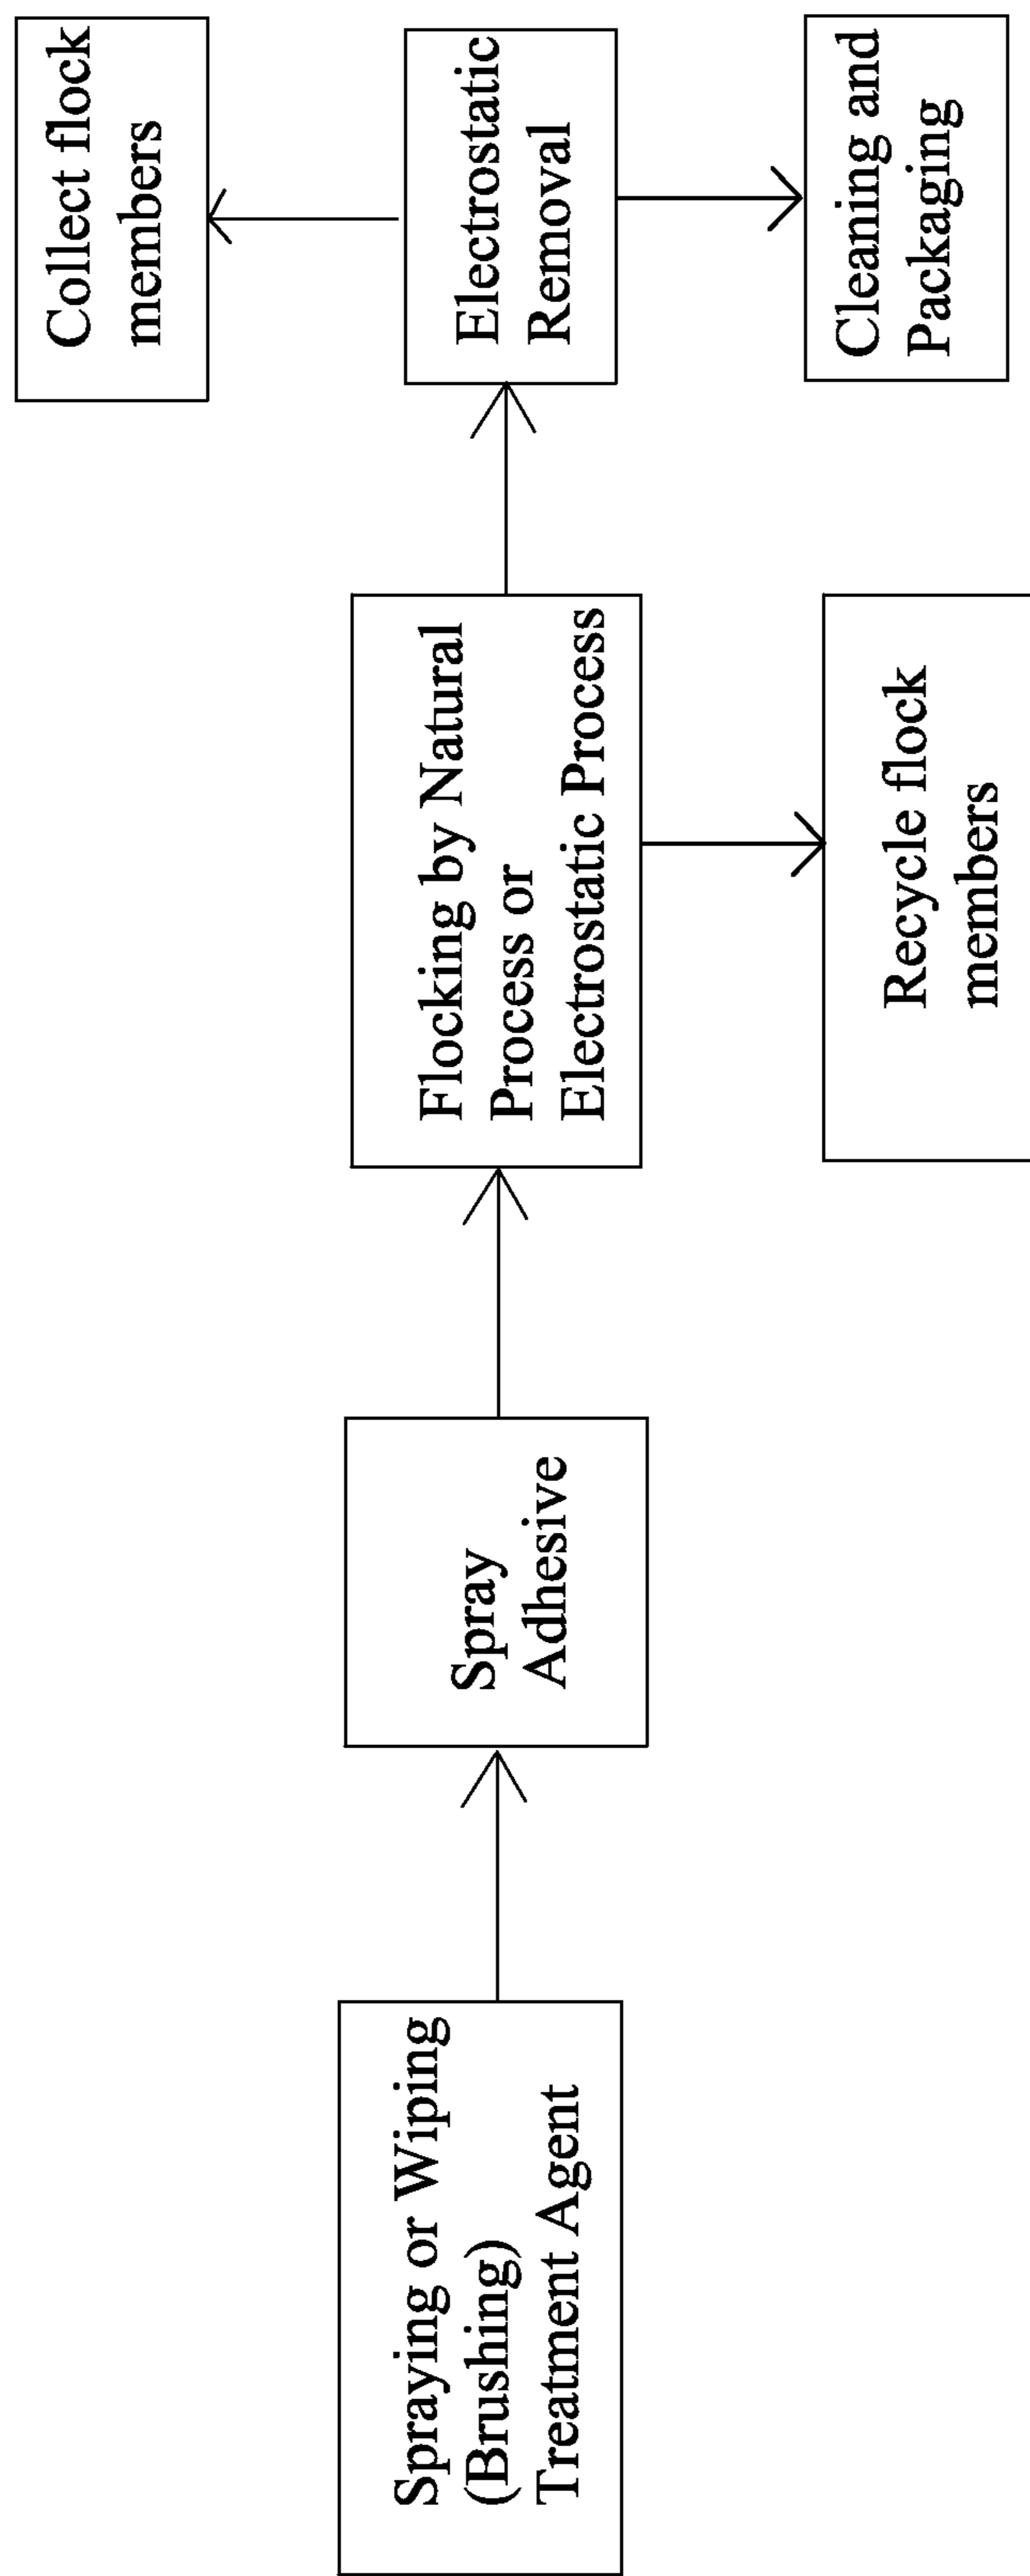 Spraying or Wiping
(Brushing)
Treatment Agent
Spray
Adhesive
Flocking by Natural
Process or
Electrostatic Process
Recycle flock
members
Electrostatic
Removal
Collect flock
members
Cleaning and
Packaging